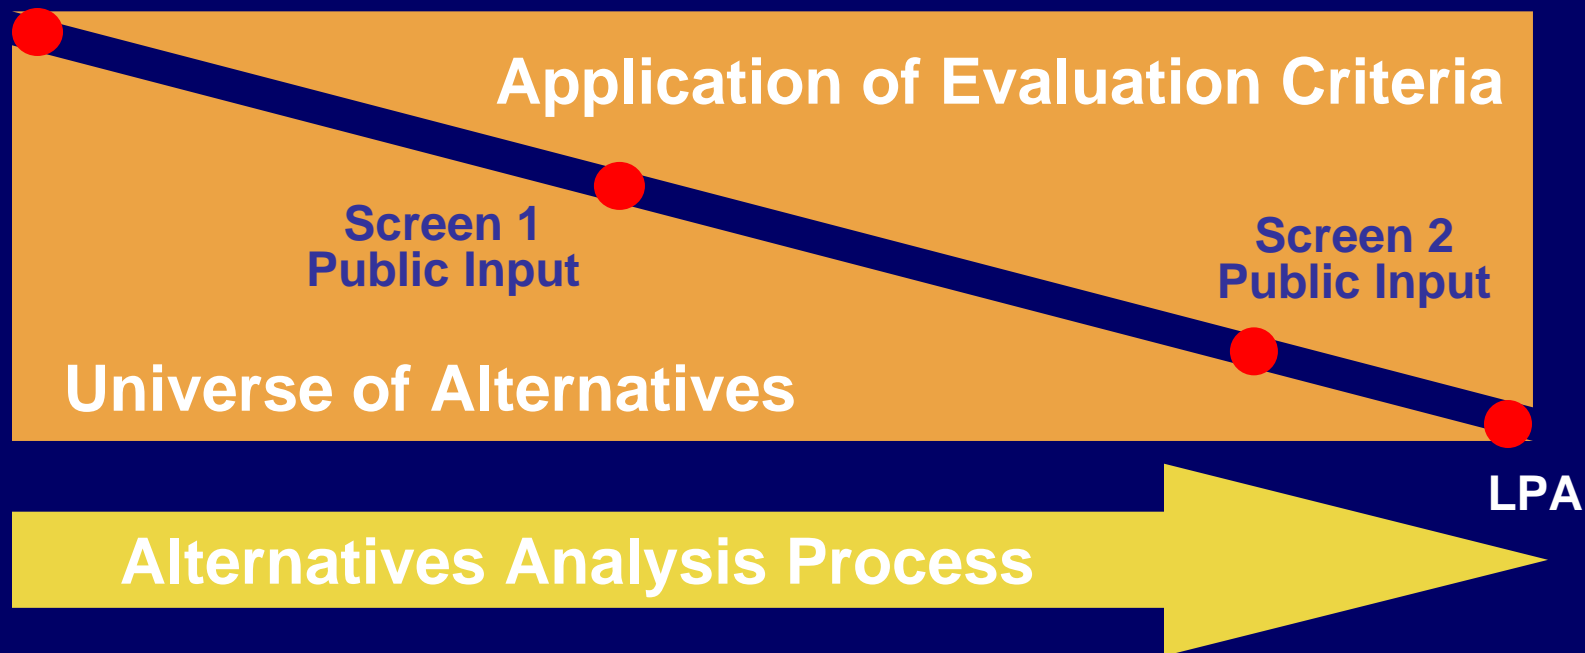 Application of Evaluation Criteria
Screen 1
Public Input
Screen 2
Public Input
Universe of Alternatives
LPA
Alternatives Analysis Process